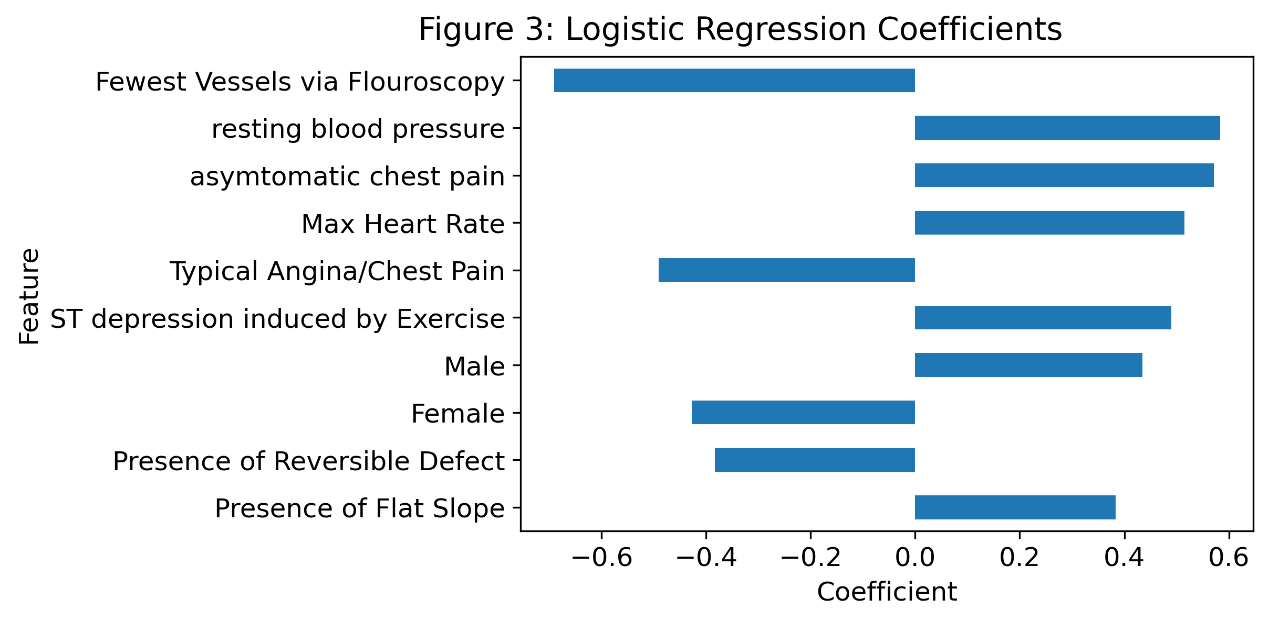 Figure 3: Logistic Regression Coefficients
Fewest Vessels via Flouroscopy
resting blood pressure
asymtomatic chest pain
Max Heart Rate
Typical Angina/Chest Pain
ST depression induced by Exercise
Male
Female
Presence of Reversible Defect
Presence of Flat Slope
Feature
−0.6 −0.4 −0.2 0.0 0.2 0.4 0.6
Coefficient